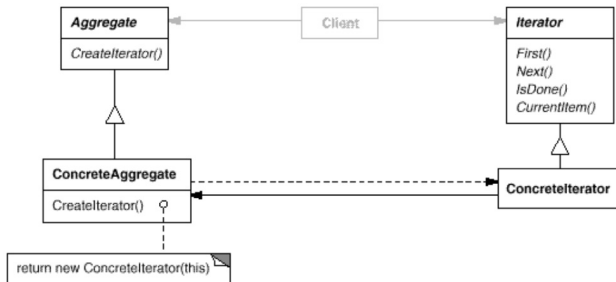 Aggregate
CreateIterator()
Client
Iterator
First()
Next()
IsDone()
CurrentItem()
ConcreteAggregate
CreateIterator()
ConcreteIterator
return new ConcreteIterator(this)